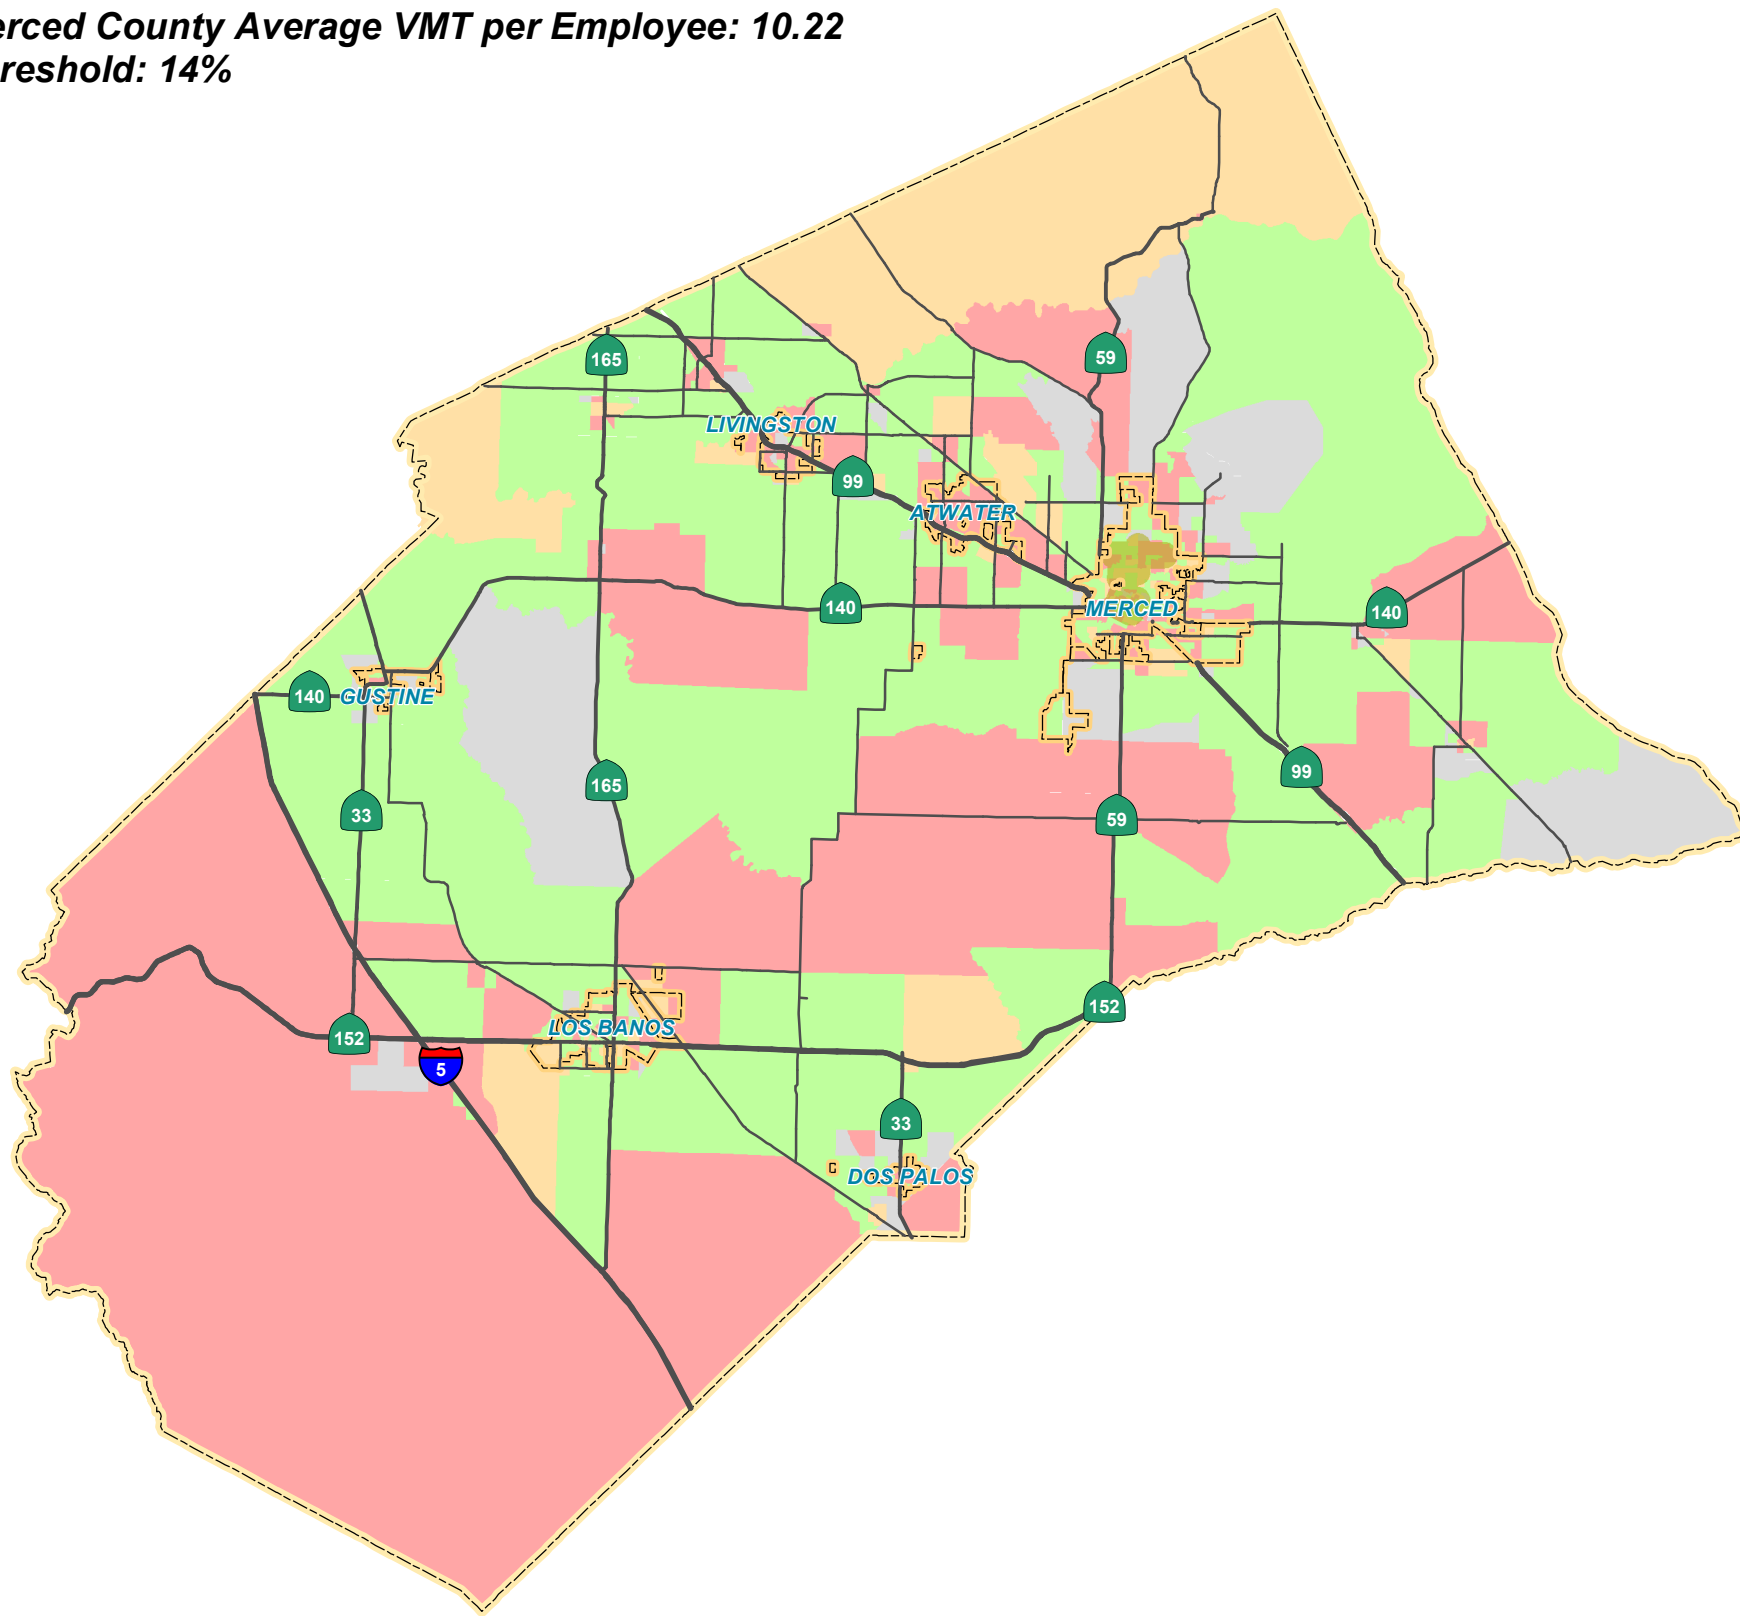 erced County Average VMT per Employee: 10.22
reshold: 14%
165
59
LIVINGSTON
99
ATWATER
140
MERCED
140
140
GUSTINE
165
99
33
59
152
LOS BANOS
152
5
33
DOS PALOS